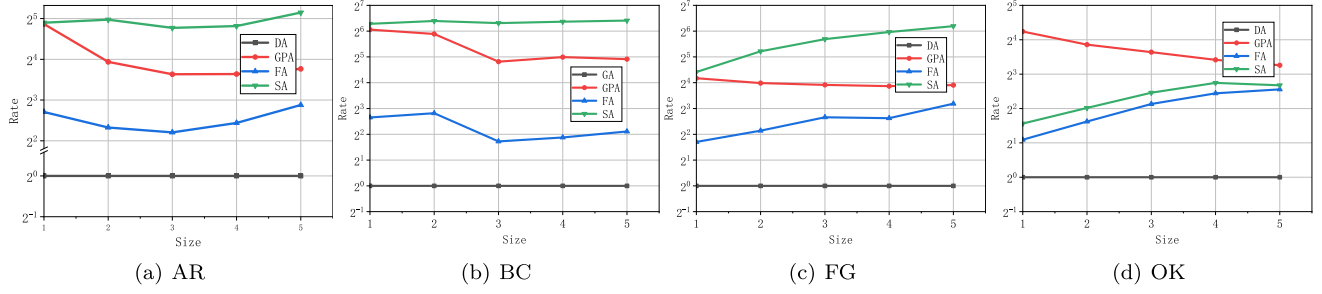 2^5
2^4
2^3
2^2
2^0
2^-1
Rate
1 2 3 4 5
Size
DA
GPA
FA
SA
(a) AR
2^7
2^6
2^5
2^4
2^3
2^2
2^1
2^0
2^-1
Rate
1 2 3 4 5
Size
GA
GPA
FA
SA
(b) BC
2^7
2^6
2^5
2^4
2^3
2^2
2^1
2^0
2^-1
Rate
1 2 3 4 5
Size
DA
GPA
FA
SA
(c) FG
2^5
2^4
2^3
2^2
2^1
2^0
2^-1
Rate
1 2 3 4 5
Size
DA
GPA
FA
SA
(d) OK